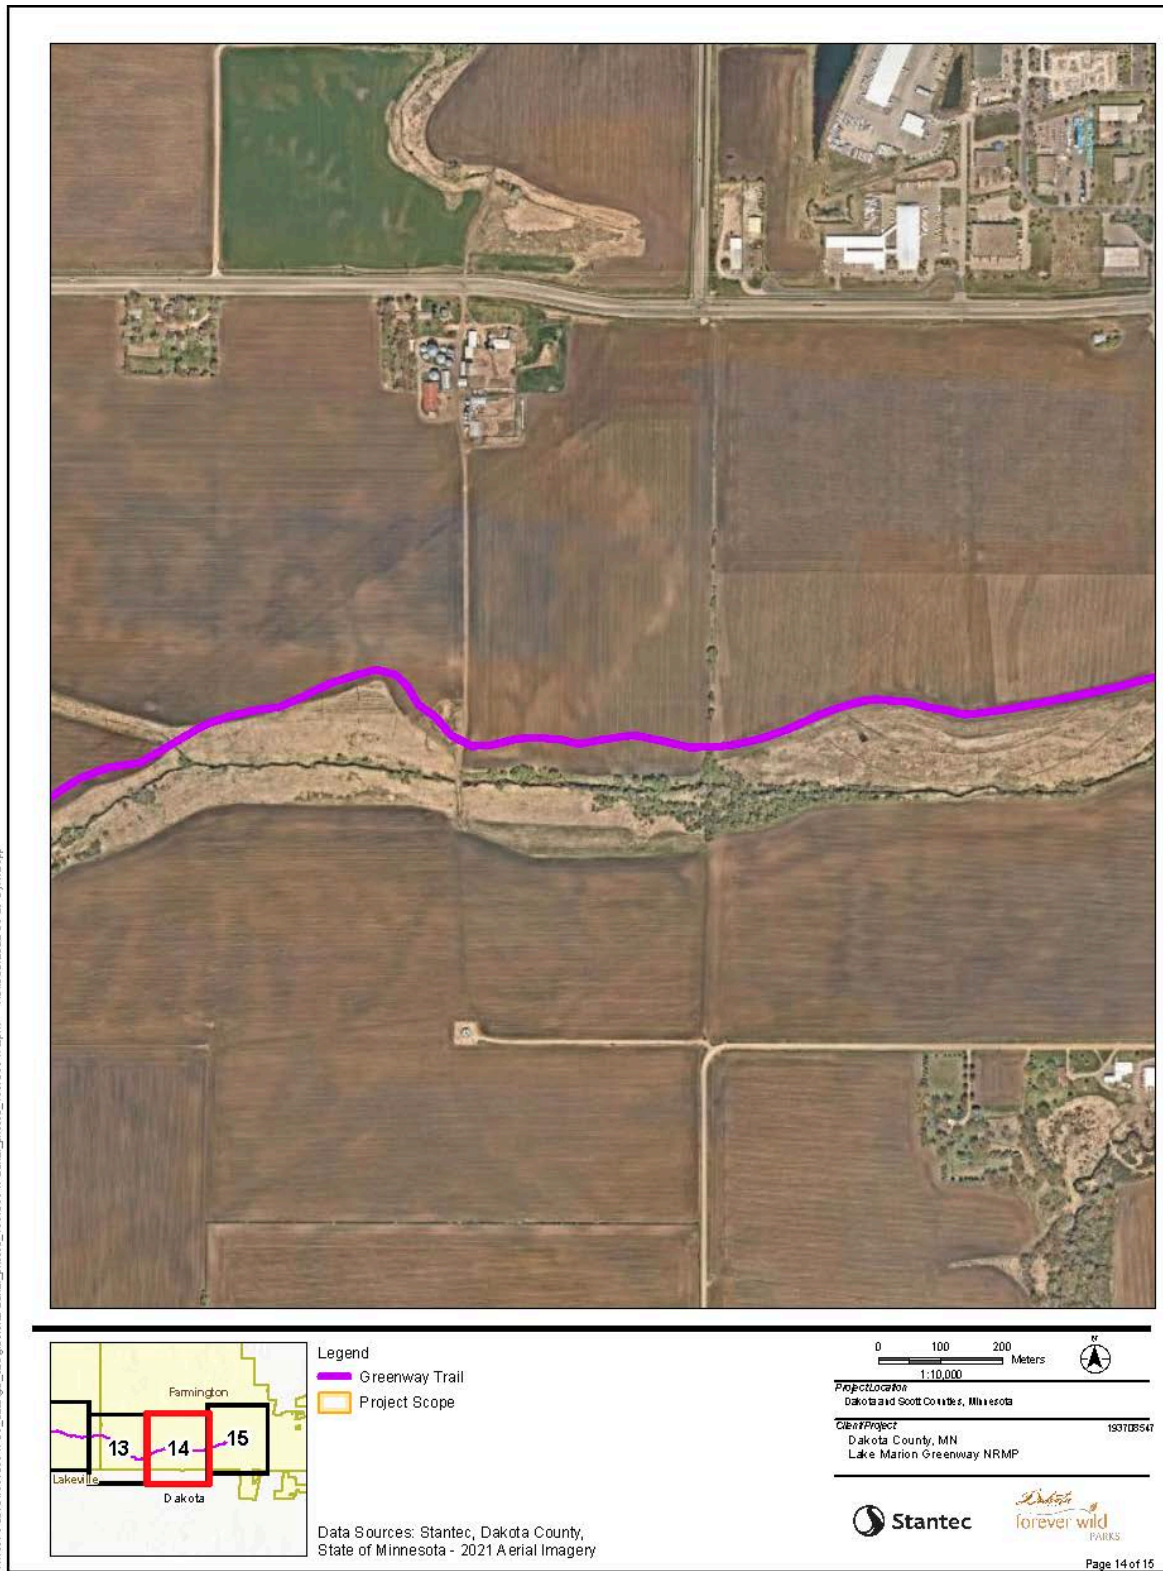 Legend
Greenway Trail
Project Scope
Farmington
13
14
15
Lakeville
Dakota
Data Sources: Stantec, Dakota County,
State of Minnesota - 2021 Aerial Imagery
0 100 200
Meters
1:10,000
N
Project Location
Dakota and Scott Counties, Minnesota
Client/Project 193708547
Dakota County, MN
Lake Marion Greenway NRMP
Stantec
Dakota
forever wild
PARKS
Page 14 of 15